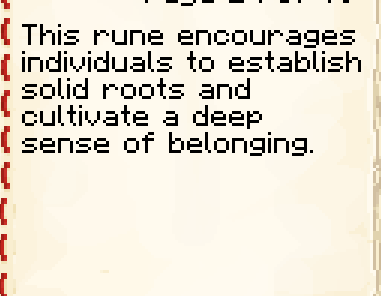 This rune encourages
individuals to establish
solid roots and
cultivate a deep
sense of belonging.